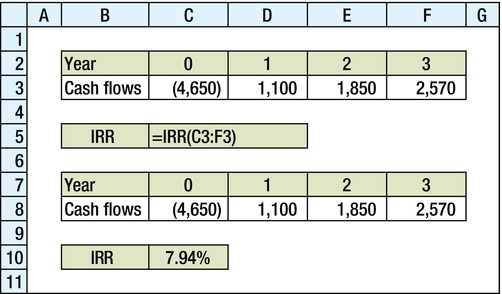 A B C D E F G
1
2 Year 0 1 2 3
3 Cash flows (4,650) 1,100 1,850 2,570
4
5 IRR =IRR(C3:F3)
6
7 Year 0 1 2 3
8 Cash flows (4,650) 1,100 1,850 2,570
9
10 IRR 7.94%
11